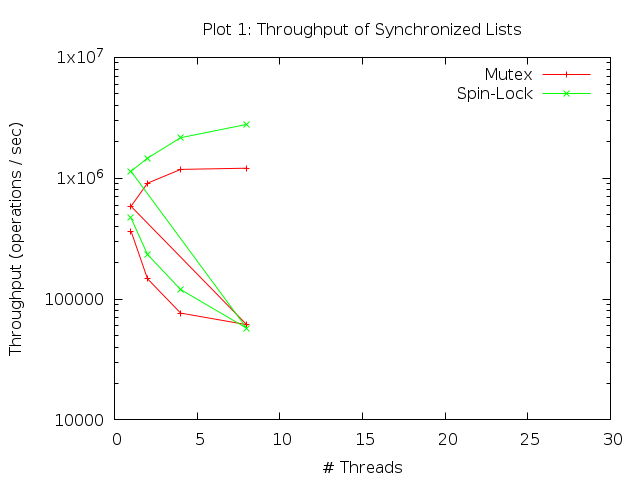 Plot 1: Throughput of Synchronized Lists
1x10^7
Mutex
Spin-Lock
1x10^6
Throughput (operations / sec)
100000
10000
0 5 10 15 20 25 30
# Threads